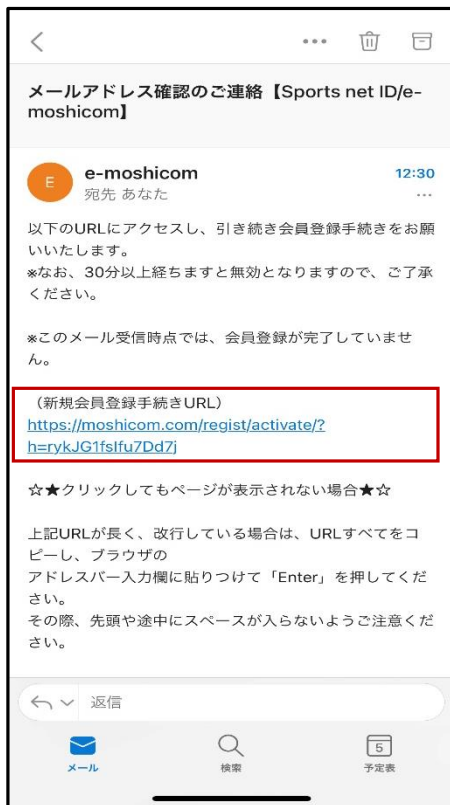 メールアドレス確認のご連絡【Sports net ID/e-
moshicom】
E
e-moshicom
12:30
宛先 あなた
以下のURLにアクセスし、引き続き会員登録手続きをお願
いいたします。
※なお、30分以上経ちますと無効となりますので、ご了承
ください。
※このメール受信時点では、会員登録が完了していませ
ん。
（新規会員登録手続きURL）
https://moshicom.com/regist/activate/?
h=rykJG1fsIfu7Dd7j
☆★クリックしてもページが表示されない場合★☆
上記URLが長く、改行している場合は、URLすべてをコ
ピーし、ブラウザの
アドレスバー入力欄に貼りつけて「Enter」を押してくだ
さい。
その際、先頭や途中にスペースが入らないようご注意くだ
さい。
返信
5
メール
検索
予定表